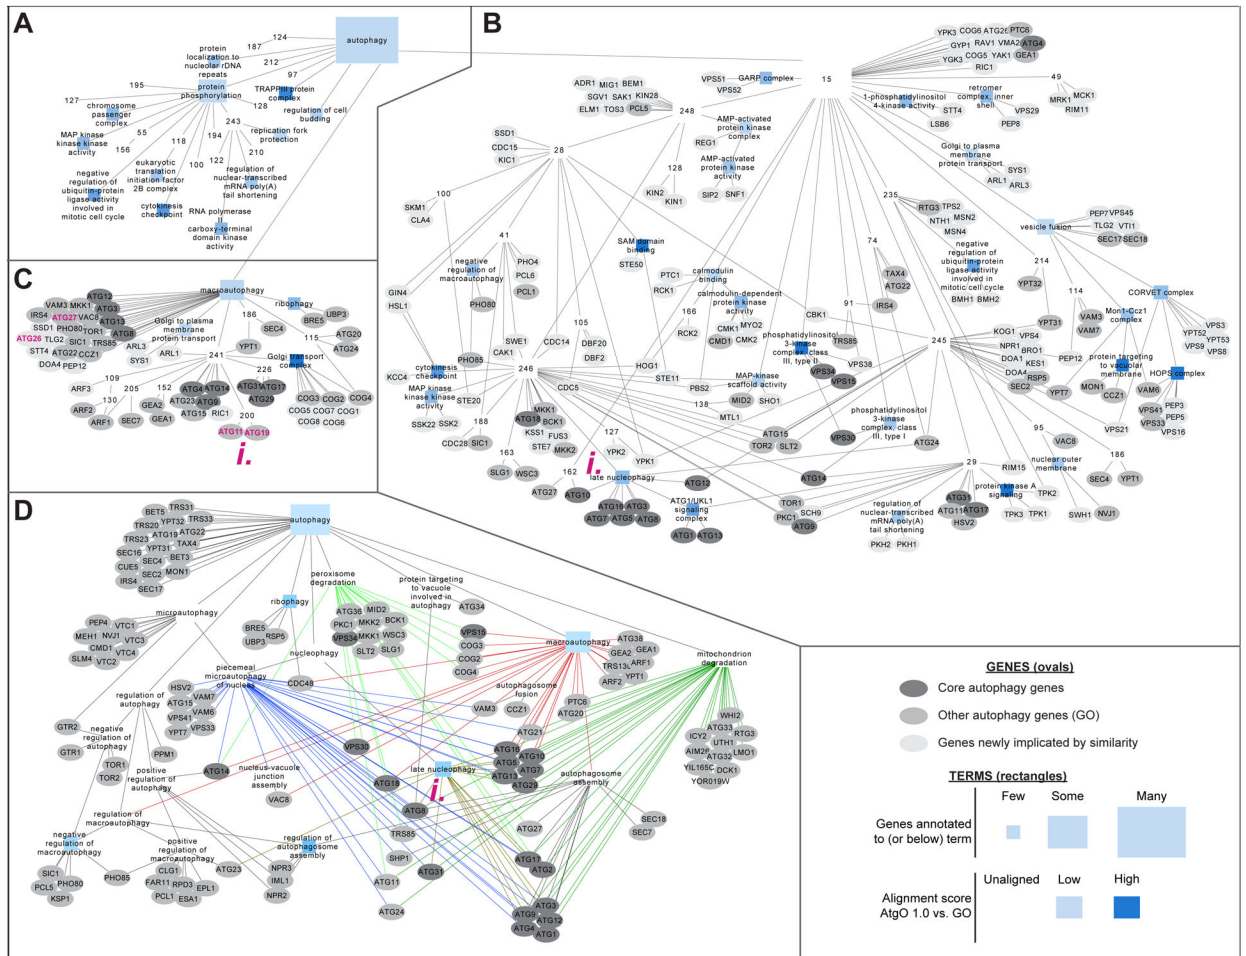 A
autophagy
124
187
212
protein
localization to
nucleolar rDNA
repeats
97
195
protein
phosphorylation
TRAPPIII protein
complex
127
128
chromosome
passenger
complex
regulation of cell
budding
243
55
194
replication fork
protection
MAP kinase
kinase kinase
activity
156
118
122
210
100
eukaryotic
translation
initiation factor
2B complex
regulation of
nuclear-transcribed
mRNA poly(A)
tail shortening
negative
regulation of
ubiquitin-protein
ligase activity
involved in
mitotic cell cycle
cytokinesis
checkpoint
RNA polymerase
II
carboxy-terminal
domain kinase
activity
B
YPK3 COG6 ATG26 PTC6
GYP1 RAV1 VMA2 ATG4
YGK3 COG5 YAK1 GEA1
RIC1
15
49
MCK1
MRK1
RIM11
VPS51
GARP complex
VPS52
ADR1 MIG1 BEM1
SGV1 SAK1 KIN28
ELM1 TOS3 PCL5
248
1-phosphatidylinositol
4-kinase activity
retromer
complex, inner
shell
STT4
LSB6
VPS29
PEP8
AMP-activated
protein kinase
complex
REG1
AMP-activated
protein kinase
activity
SIP2 SNF1
Golgi to plasma
membrane
protein transport
SYS1
ARL1
ARL3
SSD1
CDC15
KIC1
28
128
KIN2
KIN1
100
SKM1
CLA4
235
RTG3 TPS2
NTH1 MSN2
MSN4
PEP7 VPS45
TLG2 VTI1
SEC17 SEC18
vesicle fusion
41
SAM domain
binding
STE50
74
TAX4
ATG22
IRS4
negative
regulation of
ubiquitin-protein
ligase activity
involved in
mitotic cell cycle
BMH1 BMH2
214
YPT32
negative
regulation of
macroautophagy
PHO4
PCL6
PCL1
PHO80
PTC1
RCK1
calmodulin
binding
calmodulin-dependent
protein kinase
activity
114
VAM3
VAM7
CORVET complex
Mon1-Ccz1
complex
GIN4
HSL1
91
CBK1
166
MYO2
CMK1
CMD1 CMK2
RCK2
YPT31
KOG1
VPS4
NPR1
BRO1
DOA1
KES1
DOA4
RSP5
SEC2
YPT7
PEP12
VPS3
YPT52
YPT53
VPS9
VPS8
SWE1
CAK1
CDC14
105
DBF20
DBF2
phosphatidylinositol
3-kinase
complex, class
III, type II
TRS85
VPS34
VPS15
VPS38
245
PHO85
246
HOG1
STE11
PBS2
protein targeting
to vacuolar
membrane
MON1
CCZ1
HOPS complex
VAM6
KCC4
cytokinesis
checkpoint
MAP kinase
kinase kinase
activity
STE20
SSK22 SSK2
CDC5
MAP-kinase
scaffold activity
SHO1
138
MID2
MTL1
phosphatidylinositol
3-kinase
complex, class
III, type I
VPS30
VPS41
PEP3
PEP5
VPS33
VPS16
VPS21
188
CDC28
SIC1
MKK1
ATG18
BCK1
KSS1
FUS3
STE7
MKK2
127
YPK2
YPK1
ATG15
TOR2 SLT2
ATG24
95
VAC8
163
SLG1
WSC3
i.
162
ATG27
ATG10
late nucleophagy
ATG12
ATG14
29
RIM15
nuclear outer
membrane
186
SEC4
YPT1
ATG16 ATG3
ATG7 ATG5 ATG8
ATG1/UKL1
signaling
complex
ATG1 ATG13
TOR1
SCH9
PKC1
ATG9
regulation of
nuclear-transcribed
mRNA poly(A)
tail shortening
PKH2 PKH1
ATG31
ATG11 ATG17
HSV2
protein kinase A
signaling
TPK2
TPK3 TPK1
SWH1
NVJ1
C
macroautophagy
ATG12
VAM3 MKK1 ATG3
IRS4 ATG27 VAC8 ATG13
SSD1 PHO80 TOR1 ATG8
ATG26 TLG2 SIC1 TRS85
STT4 ATG22 CCZ1
DOA4 PEP12
ribophagy
UBP3
BRE5
186
SEC4
YPT1
115
ATG20
ATG24
Golgi to plasma
membrane
protein transport
ARL3
SYS1
ARL1
241
Golgi transport
complex
226
109
ARF3
205
152
130
ARF2
ARF1
SEC7
GEA2
GEA1
ATG4 ATG14
ATG23 ATG9
ATG15 RIC1
ATG31 ATG17
ATG29
COG3 COG2 COG4
COG5 COG7 COG1
COG8 COG6
200
ATG11 ATG19
i.
D
autophagy
TRS31
BET5
YPT32 TRS33
TRS20
ATG19 ATG22
TRS23
TAX4
YPT31
SEC16
BET3
SEC4
CUE5
MON1
SEC2
IRS4
SEC17
peroxisome
degradation
protein targeting
to vacuole
involved in
autophagy
ATG34
ribophagy
BRE5
RSP5
UBP3
ATG36 MID2
PKC1 MKK2 BCK1
VPS34 MKK1 WSC3
SLT2 SLG1
microautophagy
PEP4 VTC1
MEH1 NVJ1 VTC3
CMD1 VTC4
SLM4 VTC2
VPS15
COG3
COG2
COG4
macroautophagy
ATG38
GEA2 GEA1
TRS130 ARF1
ARF2 YPT1
mitochondrion
degradation
nucleophagy
piecemeal
microautophagy
of nucleus
CDC48
HSV2
VAM7
ATG15
VAM6
VPS41
YPT7 VPS33
autophagosome
fusion
VAM3
CCZ1
PTC6
ATG20
regulation of
autophagy
GTR2
GTR1
negative
regulation of
autophagy
TOR1
TOR2
PPM1
WHI2
ATG33
RTG3
ICY2
UTH1
AIM26
LMO1
ATG32
YIL165C
DCK1
YOR019W
ATG21
VPS30
ATG14
ATG16
ATG10
ATG5
ATG7
ATG13
ATG29
late nucleophagy
i.
ATG18
positive
regulation of
autophagy
nucleus-vacuole
junction
assembly
VAC8
autophagosome
assembly
ATG8
regulation of
macroautophagy
TRS85
ATG27
SEC18
SEC7
negative
regulation of
macroautophagy
positive
regulation of
macroautophagy
regulation of
autophagosome
assembly
SHP1
ATG31
ATG17
ATG2
SIC1
PCL5 PHO80
KSP1
PHO85
CLG1
FAR11 RPD3
EPL1
PCL1 ESA1
ATG23
NPR3
IML1
NPR2
ATG11
ATG24
ATG3
ATG9
ATG12
ATG4
ATG1
GENES (ovals)
Core autophagy genes
Other autophagy genes (GO)
Genes newly implicated by similarity
TERMS (rectangles)
Few Some Many
Genes annotated
to (or below) term
Unaligned Low High
Alignment score
AtgO 1.0 vs. GO